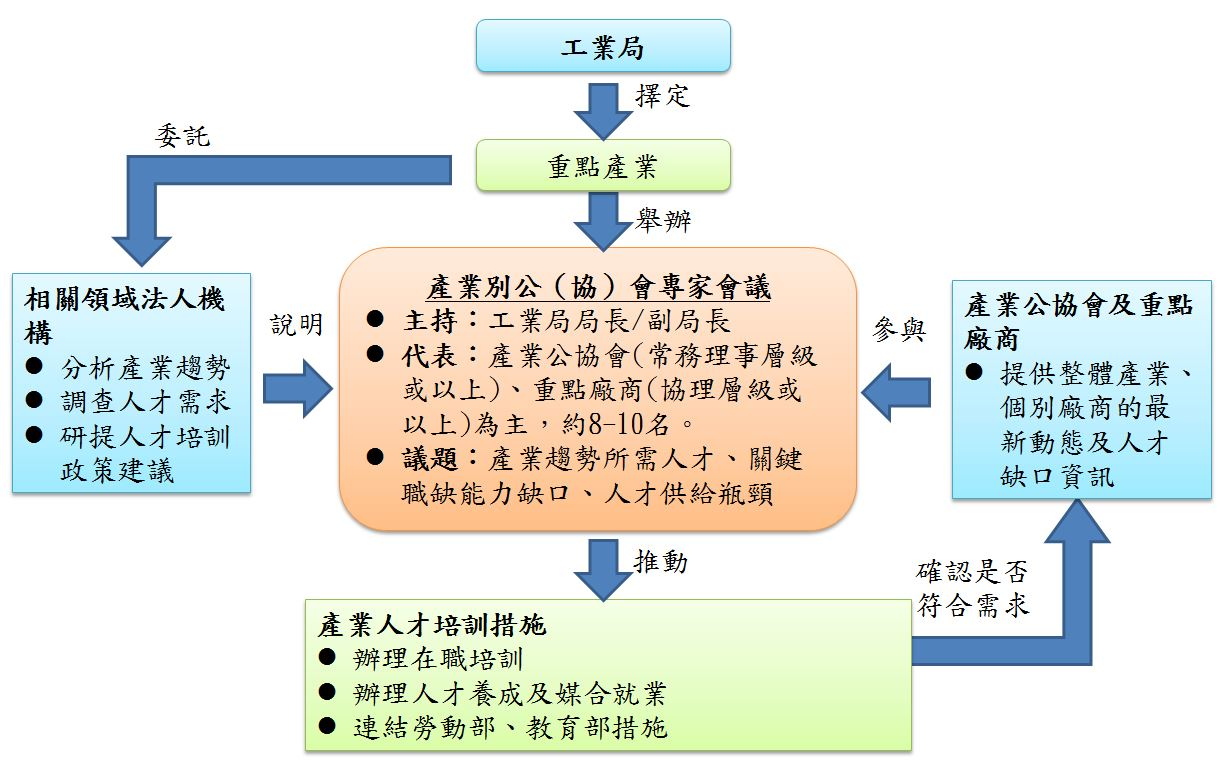 工業局
擇定
重點產業
委託
舉辦
相關領域法人機
構
● 分析產業趨勢
● 調查人才需求
● 研提人才培訓
政策建議
說明
產業別公（協）會專家會議
● 主持：工業局局長/副局長
● 代表：產業公協會(常務理事層級
或以上)、重點廠商(協理層級或
以上)為主，約8-10名。
● 議題：產業趨勢所需人才、關鍵
職缺能力缺口、人才供給瓶頸
參與
產業公協會及重點
廠商
● 提供整體產業、
個別廠商的最
新動態及人才
缺口資訊
推動
確認是否
符合需求
產業人才培訓措施
● 辦理在職培訓
● 辦理人才養成及媒合就業
● 連結勞動部、教育部措施